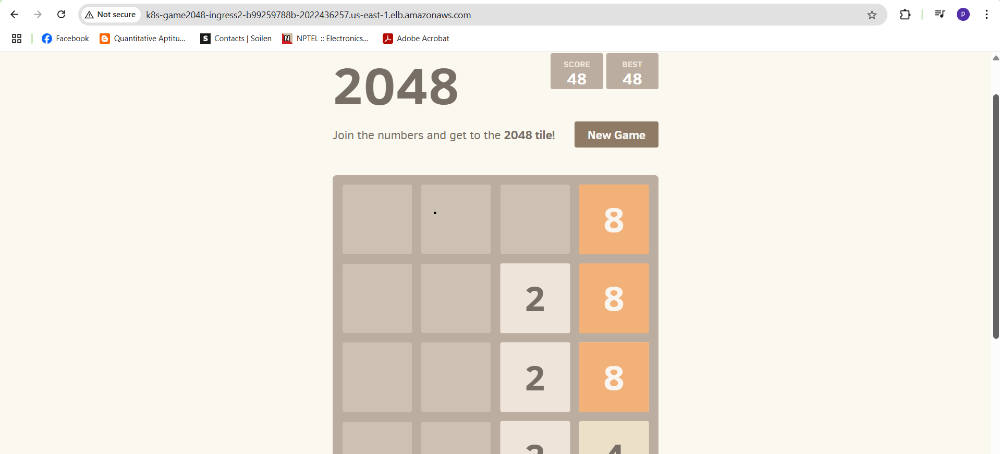 Not secure k8s-game2048-ingress2-b99259788b-2022436257.us-east-1.elb.amazonaws.com p
Facebook Quantitative Aptitu... S Contacts | Soilen N NPTEL :: Electronics... Adobe Acrobat
2048
SCORE BEST
48 48
Join the numbers and get to the 2048 tile! New Game
8
2 8
2 8
2 4